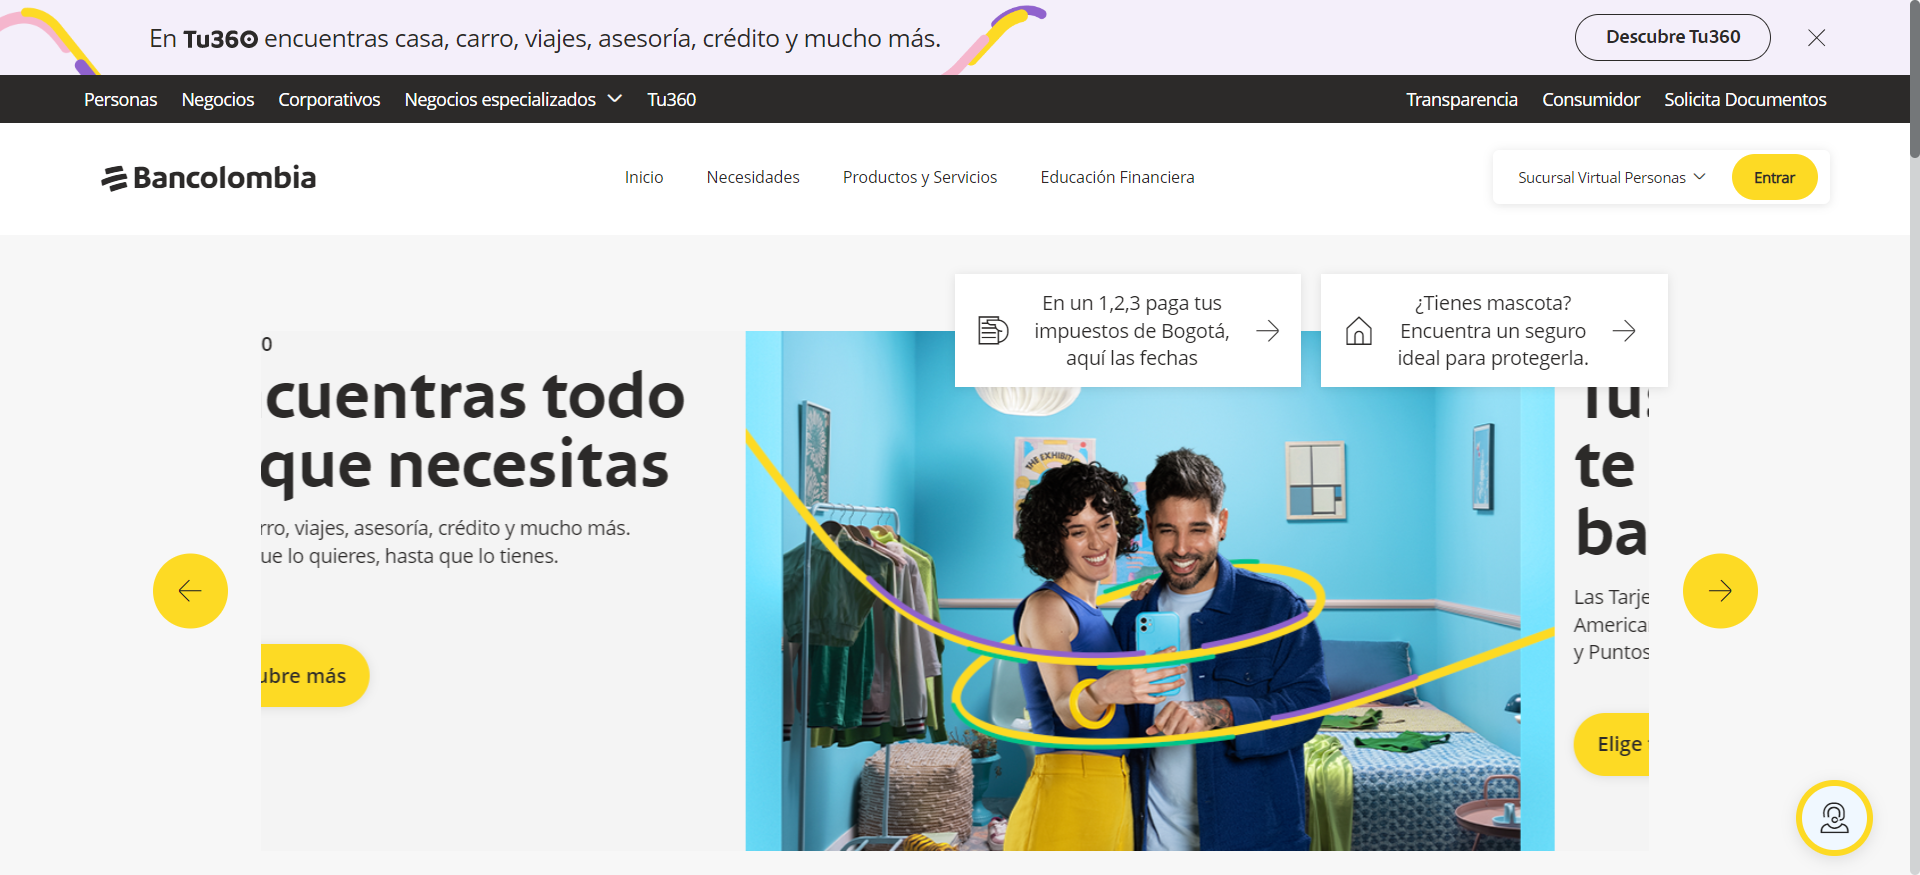 En Tu360 encuentras casa, carro, viajes, asesoría, crédito y mucho más.
Descubre Tu360
Personas Negocios Corporativos Negocios especializados Tu360
Transparencia Consumidor Solicita Documentos
Bancolombia
Inicio Necesidades Productos y Servicios Educación Financiera
Sucursal Virtual Personas
Entrar
En un 1,2,3 paga tus
impuestos de Bogotá,
aquí las fechas
¿Tienes mascota?
Encuentra un seguro
ideal para protegerla.
0
cuentras todo
que necesitas
rro, viajes, asesoría, crédito y mucho más.
ue lo quieres, hasta que lo tienes.
ubre más
THE EXHIBITI
Tus
te
ba
Las Tarje
America
y Puntos
Elige